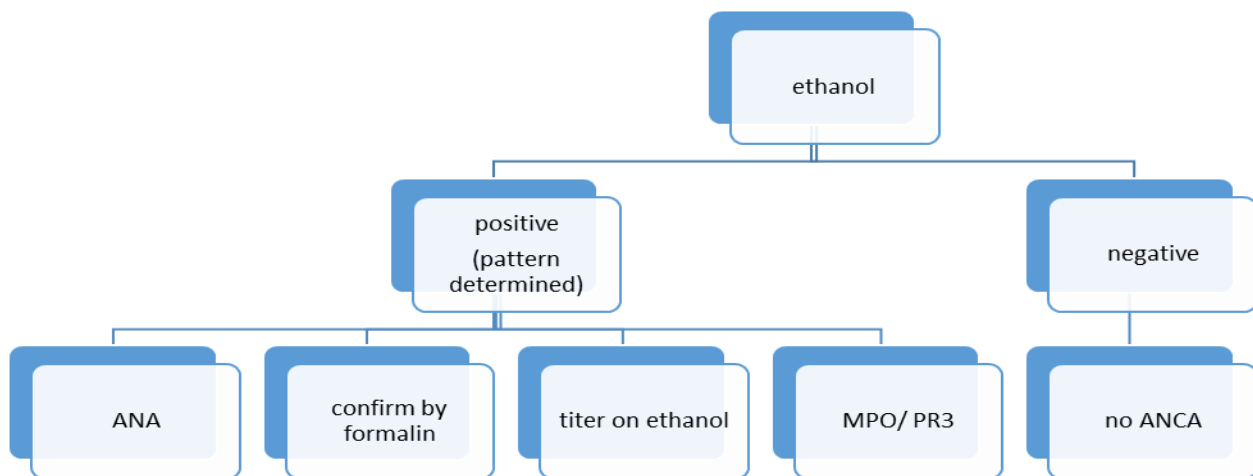 ethanol
positive
(pattern
determined)
negative
ANA
confirm by
formalin
titer on ethanol
MPO/ PR3
no ANCA